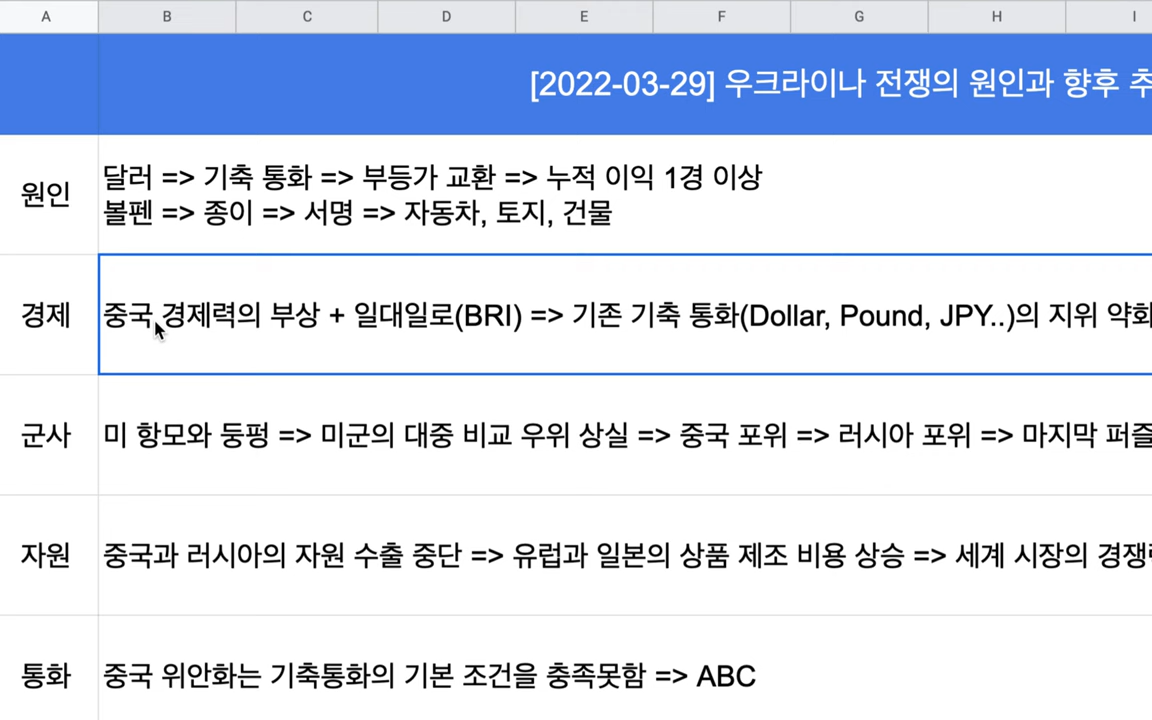 A B C D E F G H I
[2022-03-29] 우크라이나 전쟁의 원인과 향후 추
원인
달러 => 기축 통화 => 부등가 교환 => 누적 이익 1경 이상
볼펜 => 종이 => 서명 => 자동차, 토지, 건물
경제
중국 경제력의 부상 + 일대일로(BRI) => 기존 기축 통화(Dollar, Pound, JPY..)의 지위 약화
군사
미 항모와 둥펑 => 미군의 대중 비교 우위 상실 => 중국 포위 => 러시아 포위 => 마지막 퍼즐
자원
중국과 러시아의 자원 수출 중단 => 유럽과 일본의 상품 제조 비용 상승 => 세계 시장의 경쟁
통화
중국 위안화는 기축통화의 기본 조건을 충족못함 => ABC